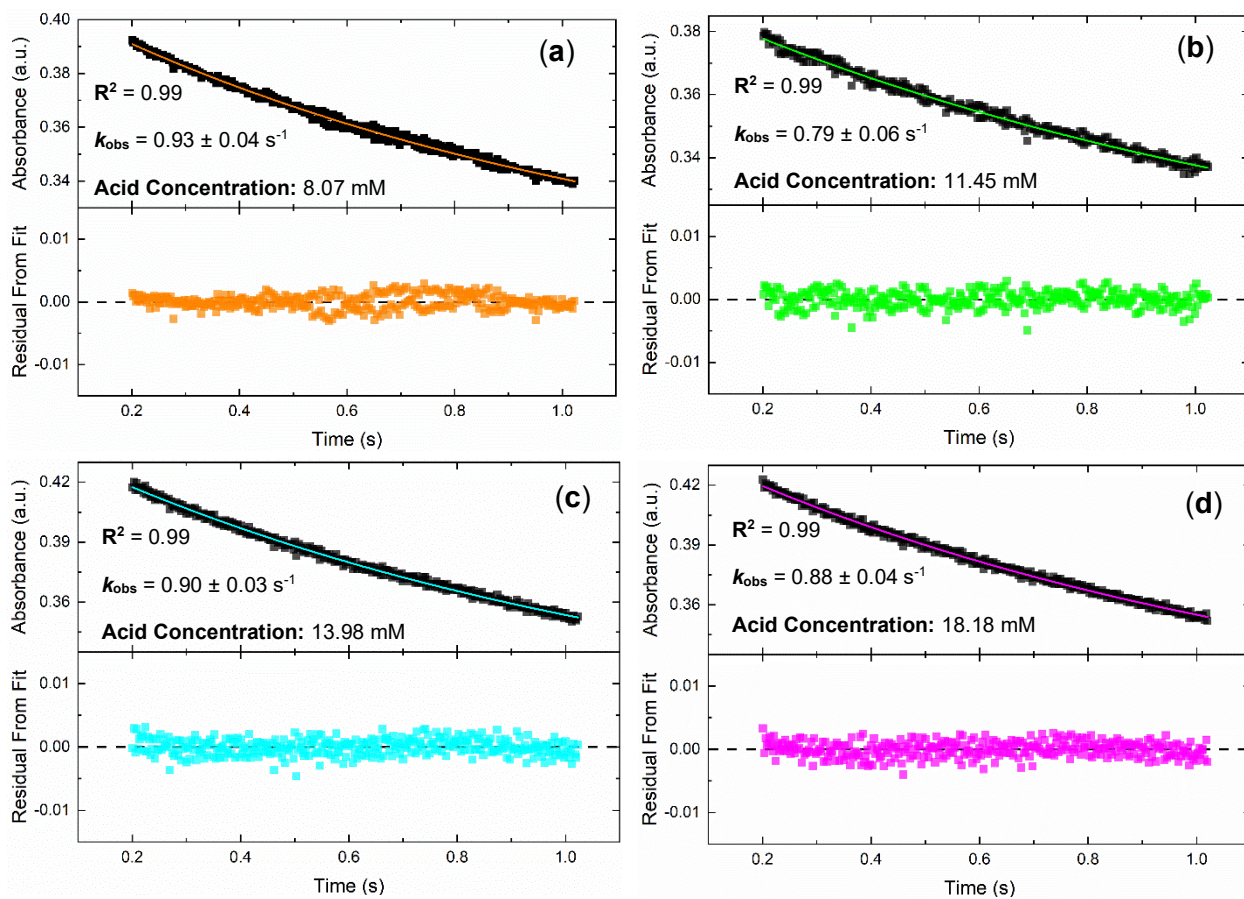 (a)
R² = 0.99
kobs = 0.93 ± 0.04 s⁻¹
Acid Concentration: 8.07 mM
Absorbance (a.u.)
0.40
0.38
0.36
0.34
Residual From Fit
0.01
0.00
-0.01
0.2 0.4 0.6 0.8 1.0
Time (s)
(b)
R² = 0.99
kobs = 0.79 ± 0.06 s⁻¹
Acid Concentration: 11.45 mM
Absorbance (a.u.)
0.38
0.36
0.34
Residual From Fit
0.01
0.00
-0.01
0.2 0.4 0.6 0.8 1.0
Time (s)
(c)
R² = 0.99
kobs = 0.90 ± 0.03 s⁻¹
Acid Concentration: 13.98 mM
Absorbance (a.u.)
0.42
0.39
0.36
Residual From Fit
0.01
0.00
-0.01
0.2 0.4 0.6 0.8 1.0
Time (s)
(d)
R² = 0.99
kobs = 0.88 ± 0.04 s⁻¹
Acid Concentration: 18.18 mM
Absorbance (a.u.)
0.42
0.39
0.36
Residual From Fit
0.01
0.00
-0.01
0.2 0.4 0.6 0.8 1.0
Time (s)